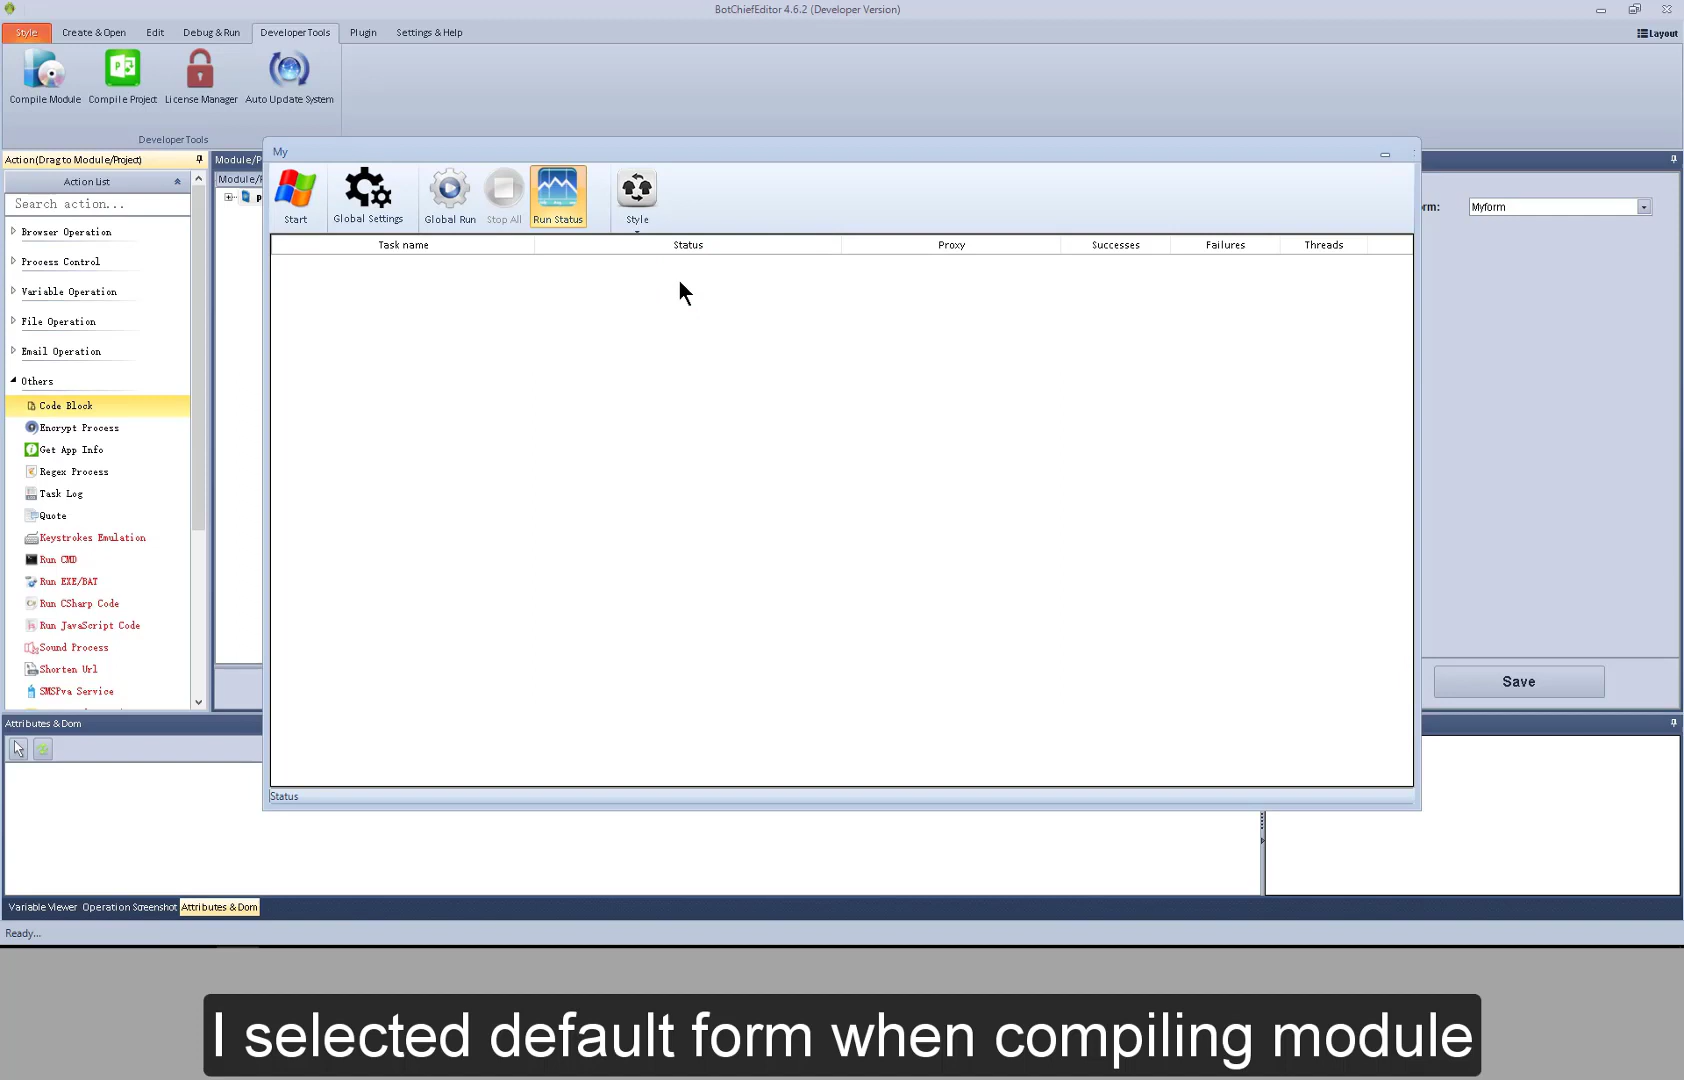 BotChiefEditor 4.6.2 (Developer Version)
Style Create & Open Edit Debug & Run Developer Tools Plugin Settings & Help
Layout
Compile Module Compile Project License Manager Auto Update System
Developer Tools
Action(Drag to Module/Project)
Module/P
Action List
Module/
Search action...
Browser Operation
Process Control
Variable Operation
File Operation
Email Operation
Others
Code Block
Encrypt Process
Get App Info
Regex Process
Task Log
Quote
Keystrokes Emulation
Run CMD
Run EXE/BAT
Run CSharp Code
Run JavaScript Code
Sound Process
Shorten Url
SMSPva Service
My
Start Global Settings Global Run Stop All Run Status Style
Task name Status Proxy Successes Failures Threads
Status
rm: Myform
Save
Attributes & Dom
Variable Viewer Operation Screenshot Attributes & Dom
Ready...
I selected default form when compiling module